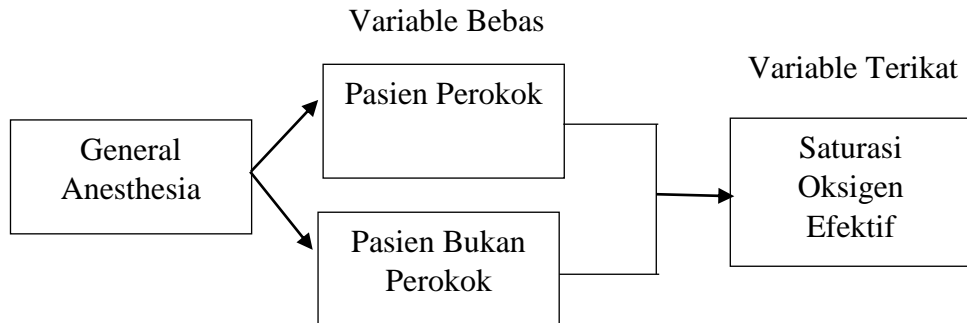 Variable Bebas
Variable Terikat
Pasien Perokok
General
Anesthesia
Pasien Bukan
Perokok
Saturasi
Oksigen
Efektif